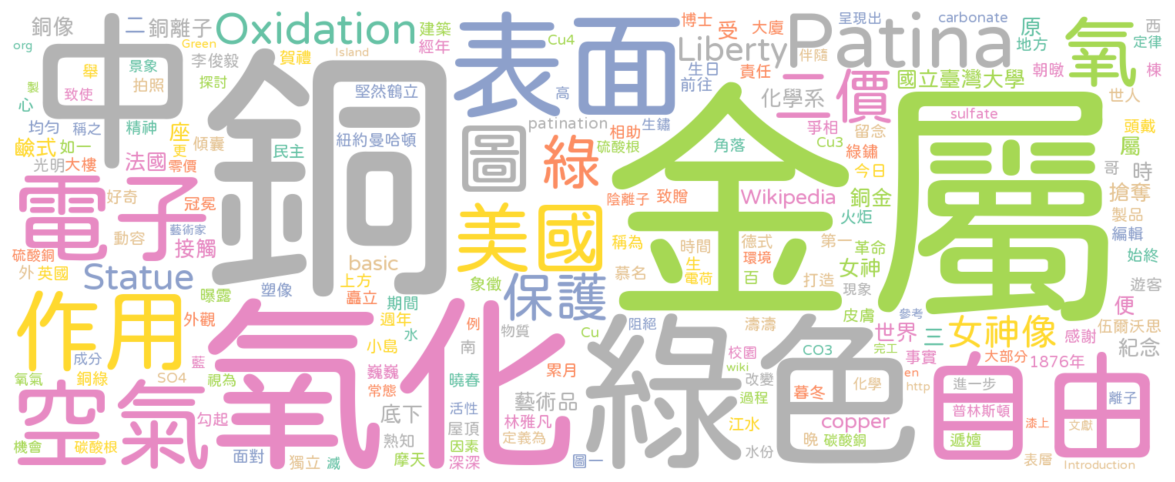 銅像
二
銅離子
Oxidation
建築
經年
Cu4
表面
博士
受
大廈
伴隨
呈現出
carbonate
原
地方
氧
西
定律
org
Green
賀禮
李俊毅
Island
中
銅
Liberty
Patina
生日
前往
責任
二價
國立臺灣大學
朝暾
棟
製
舉
景象
拍照
探討
心
致使
堅然鶴立
高
化學系
世人
均勻
稱之
精神
座
更
傾囊
紐約曼哈頓
patination
生鏽
相助
硫酸根
爭相
留念
sulfate
Cu3
頭戴
屬
鹼式
如一
光明
大樓
法國
零價
民主
圖
綠
角落
綠鏽
哥
時
金屬
電子
好奇
冠冕
動容
藝術家
接觸
陰離子
致贈
Wikipedia
今日
銅金
火炬
搶奪
製品
編輯
硫酸銅
外
英國
Statue
basic
上方
美國
稱為
時間
生
電荷
德式
環境
百
第一
革命
女神
始終
曝露
塑像
矗立
期間
象徵
保護
慕名
打造
現象
皮膚
遊客
便
作用
外觀
週年
水
例
南
Cu
物質
阻絕
濤濤
參考
世界
三
女神像
感謝
伍爾沃思
紀念
成分
藍
小島
巍巍
常態
曉春
累月
校園
wiki
CO3
完工
事實
大部分
1876年
氧氣
銅綠
SO4
視為
氧化
綠色
改變
過程
暮冬
化學
en
http
進一步
自由
離子
空氣
勾起
底下
熟知
活性
屋頂
因素
林雅凡
藝術品
定義為
江水
copper
普林斯頓
漆上
文獻
機會
碳酸根
面對
獨立
滅
摩天
深深
圖一
水份
晚
碳酸銅
遞嬗
表層
Introduction